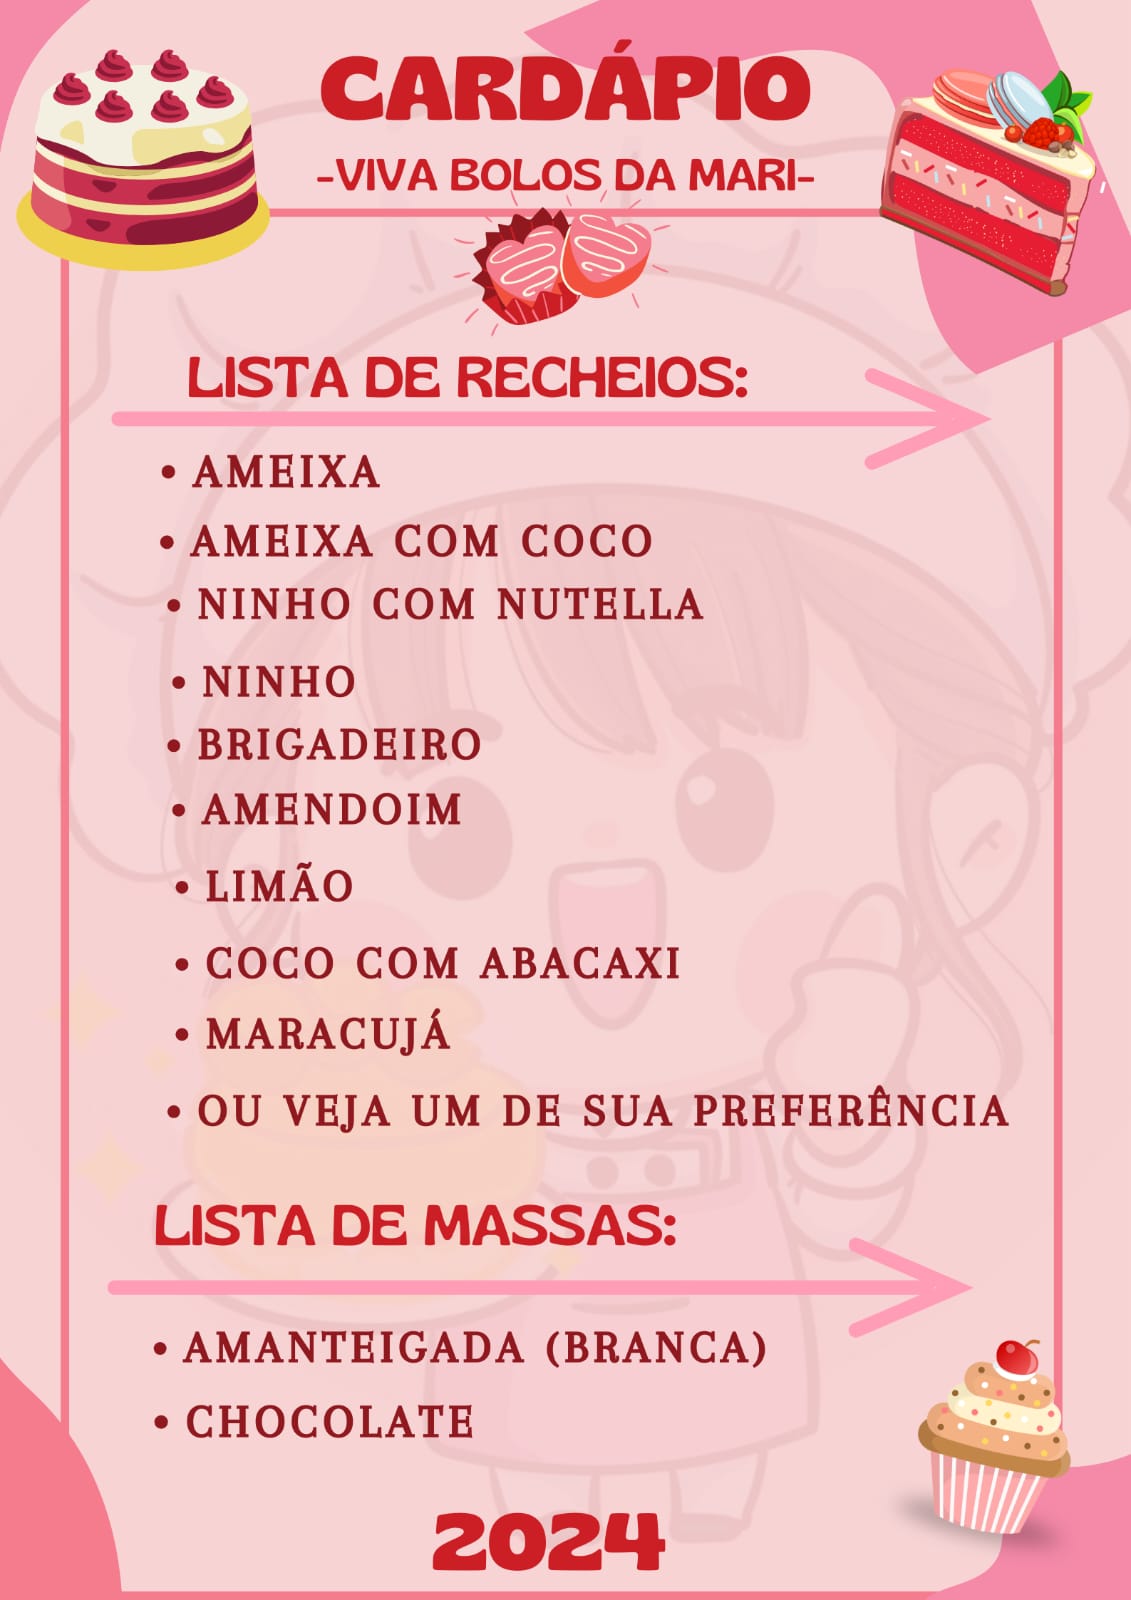 CARDÁPIO
-VIVA BOLOS DA MARI-
LISTA DE RECHEIOS:
• AMEIXA
• AMEIXA COM COCO
• NINHO COM NUTELLA
• NINHO
• BRIGADEIRO
• AMENDOIM
• LIMÃO
• COCO COM ABACAXI
• MARACUJÁ
• OU VEJA UM DE SUA PREFERÊNCIA
LISTA DE MASSAS:
• AMANTEIGADA (BRANCA)
• CHOCOLATE
2024